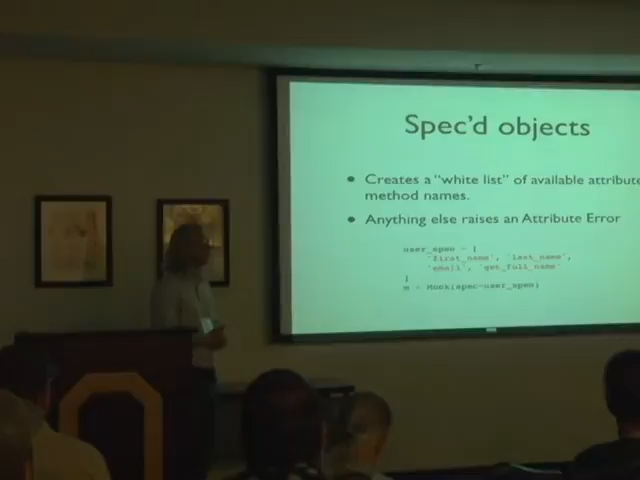 Spec'd objects
• Creates a "white list" of available attribute
method names.
• Anything else raises an Attribute Error
user_spec = [
'first_name', 'last_name',
'email', 'get_full_name'
]
m = Mock(spec=user_spec)